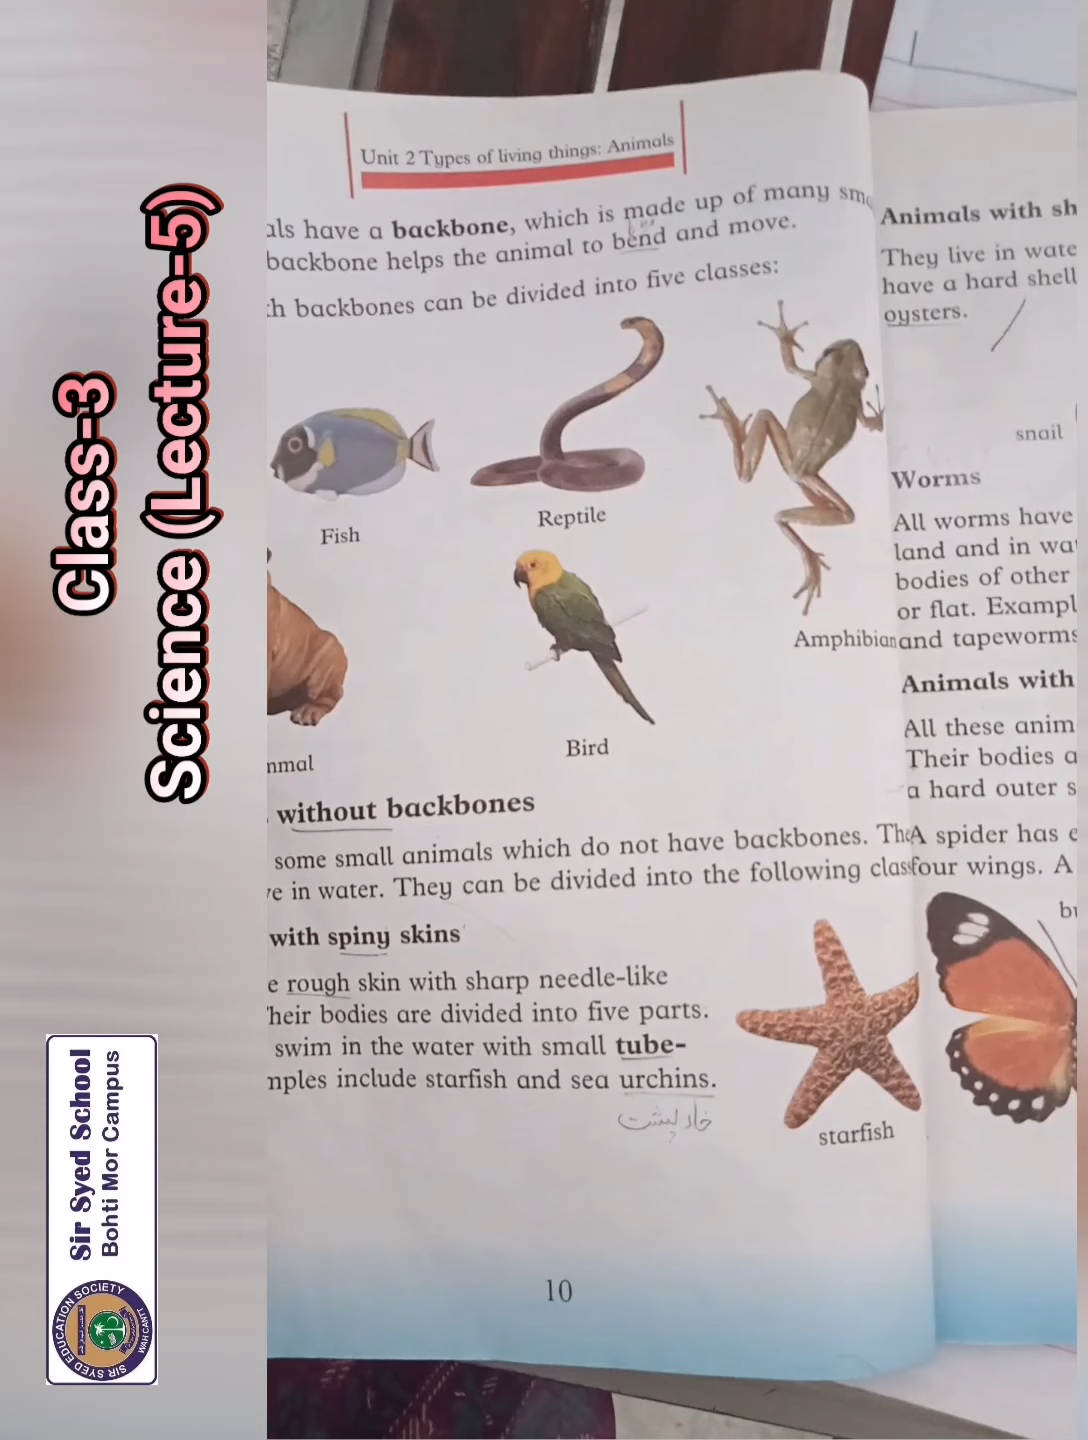 Class-3
Science (Lecture-5)
Sir Syed School
Bohti Mor Campus
SIR SYED EDUCATION SOCIETY
WAH CANTT
Unit 2 Types of living things: Animals
als have a backbone, which is made up of many sm
backbone helps the animal to bend and move.
th backbones can be divided into five classes:
Fish
Reptile
Amphibian
nmal
Bird
without backbones
some small animals which do not have backbones. The
ve in water. They can be divided into the following class
with spiny skins
e rough skin with sharp needle-like
heir bodies are divided into five parts.
swim in the water with small tube-
mples include starfish and sea urchins.
starfish
10
Animals with sh
They live in wate
have a hard shell
oysters.
snail
Worms
All worms have
land and in wa
bodies of other
or flat. Exampl
and tapeworms
Animals with
All these anim
Their bodies a
a hard outer s
A spider has e
four wings. A